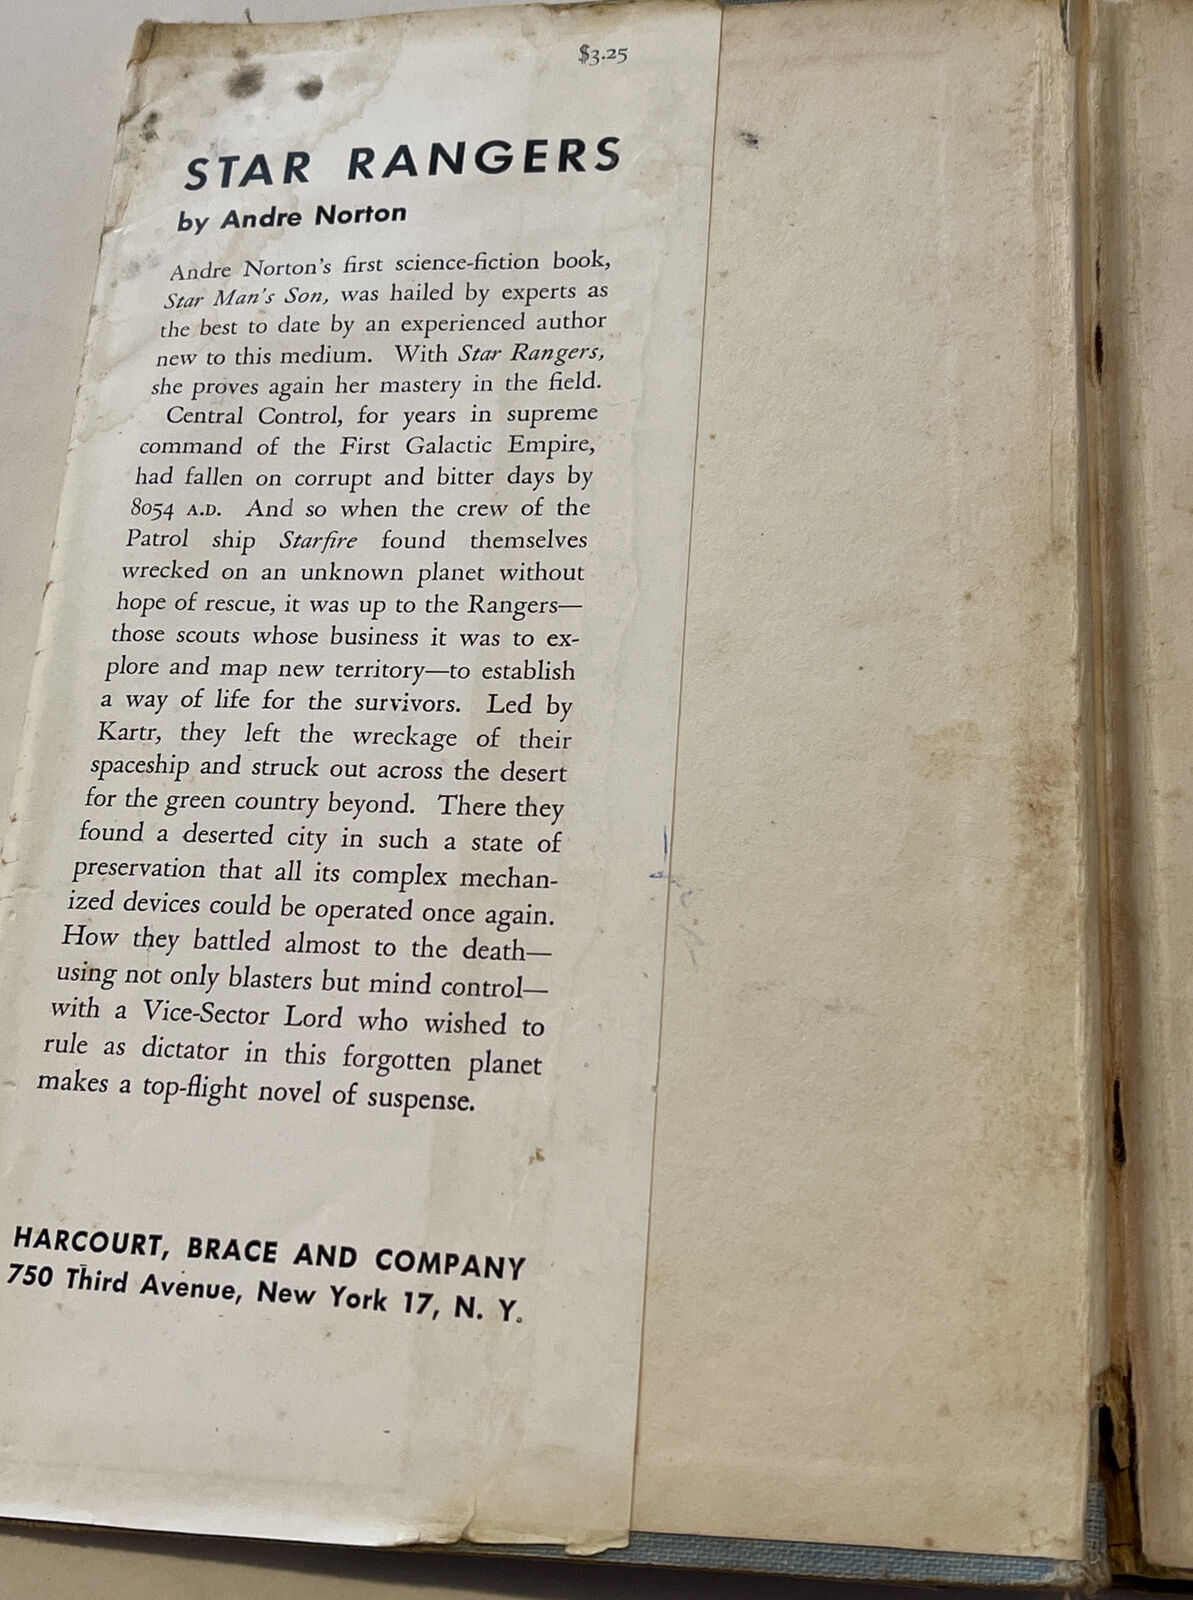 $3.25
STAR RANGERS
by Andre Norton
Andre Norton's first science-fiction book,
Star Man's Son, was hailed by experts as
the best to date by an experienced author
new to this medium. With Star Rangers,
she proves again her mastery in the field.
Central Control, for years in supreme
command of the First Galactic Empire,
had fallen on corrupt and bitter days by
8054 A.D. And so when the crew of the
Patrol ship Starfire found themselves
wrecked on an unknown planet without
hope of rescue, it was up to the Rangers—
those scouts whose business it was to ex-
plore and map new territory—to establish
a way of life for the survivors. Led by
Kartr, they left the wreckage of their
spaceship and struck out across the desert
for the green country beyond. There they
found a deserted city in such a state of
preservation that all its complex mechan-
ized devices could be operated once again.
How they battled almost to the death—
using not only blasters but mind control—
with a Vice-Sector Lord who wished to
rule as dictator in this forgotten planet
makes a top-flight novel of suspense.
HARCOURT, BRACE AND COMPANY
750 Third Avenue, New York 17, N. Y.